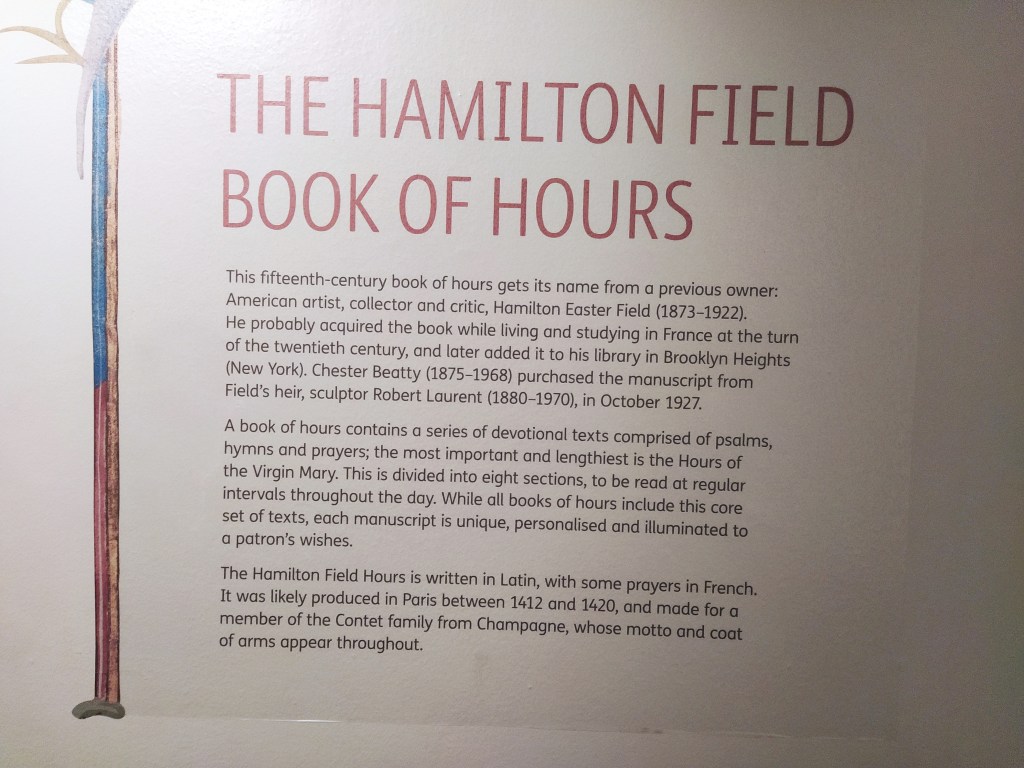 THE HAMILTON FIELD
BOOK OF HOURS
This fifteenth-century book of hours gets its name from a previous owner:
American artist, collector and critic, Hamilton Easter Field (1873–1922).
He probably acquired the book while living and studying in France at the turn
of the twentieth century, and later added it to his library in Brooklyn Heights
(New York). Chester Beatty (1875–1968) purchased the manuscript from
Field's heir, sculptor Robert Laurent (1880–1970), in October 1927.
A book of hours contains a series of devotional texts comprised of psalms,
hymns and prayers; the most important and lengthiest is the Hours of
the Virgin Mary. This is divided into eight sections, to be read at regular
intervals throughout the day. While all books of hours include this core
set of texts, each manuscript is unique, personalised and illuminated to
a patron's wishes.
The Hamilton Field Hours is written in Latin, with some prayers in French.
It was likely produced in Paris between 1412 and 1420, and made for a
member of the Contet family from Champagne, whose motto and coat
of arms appear throughout.